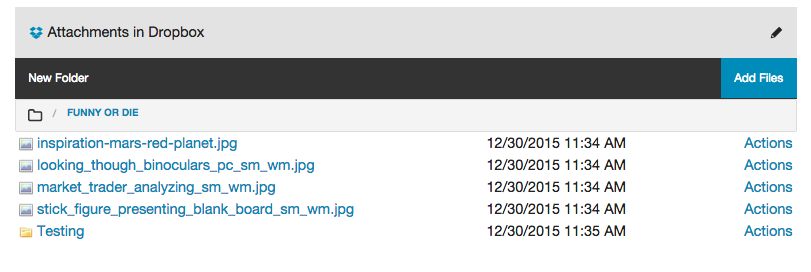 Attachments in Dropbox
New Folder Add Files
/ FUNNY OR DIE
inspiration-mars-red-planet.jpg 12/30/2015 11:34 AM Actions
looking_though_binoculars_pc_sm_wm.jpg 12/30/2015 11:34 AM Actions
market_trader_analyzing_sm_wm.jpg 12/30/2015 11:34 AM Actions
stick_figure_presenting_blank_board_sm_wm.jpg 12/30/2015 11:34 AM Actions
Testing 12/30/2015 11:35 AM Actions